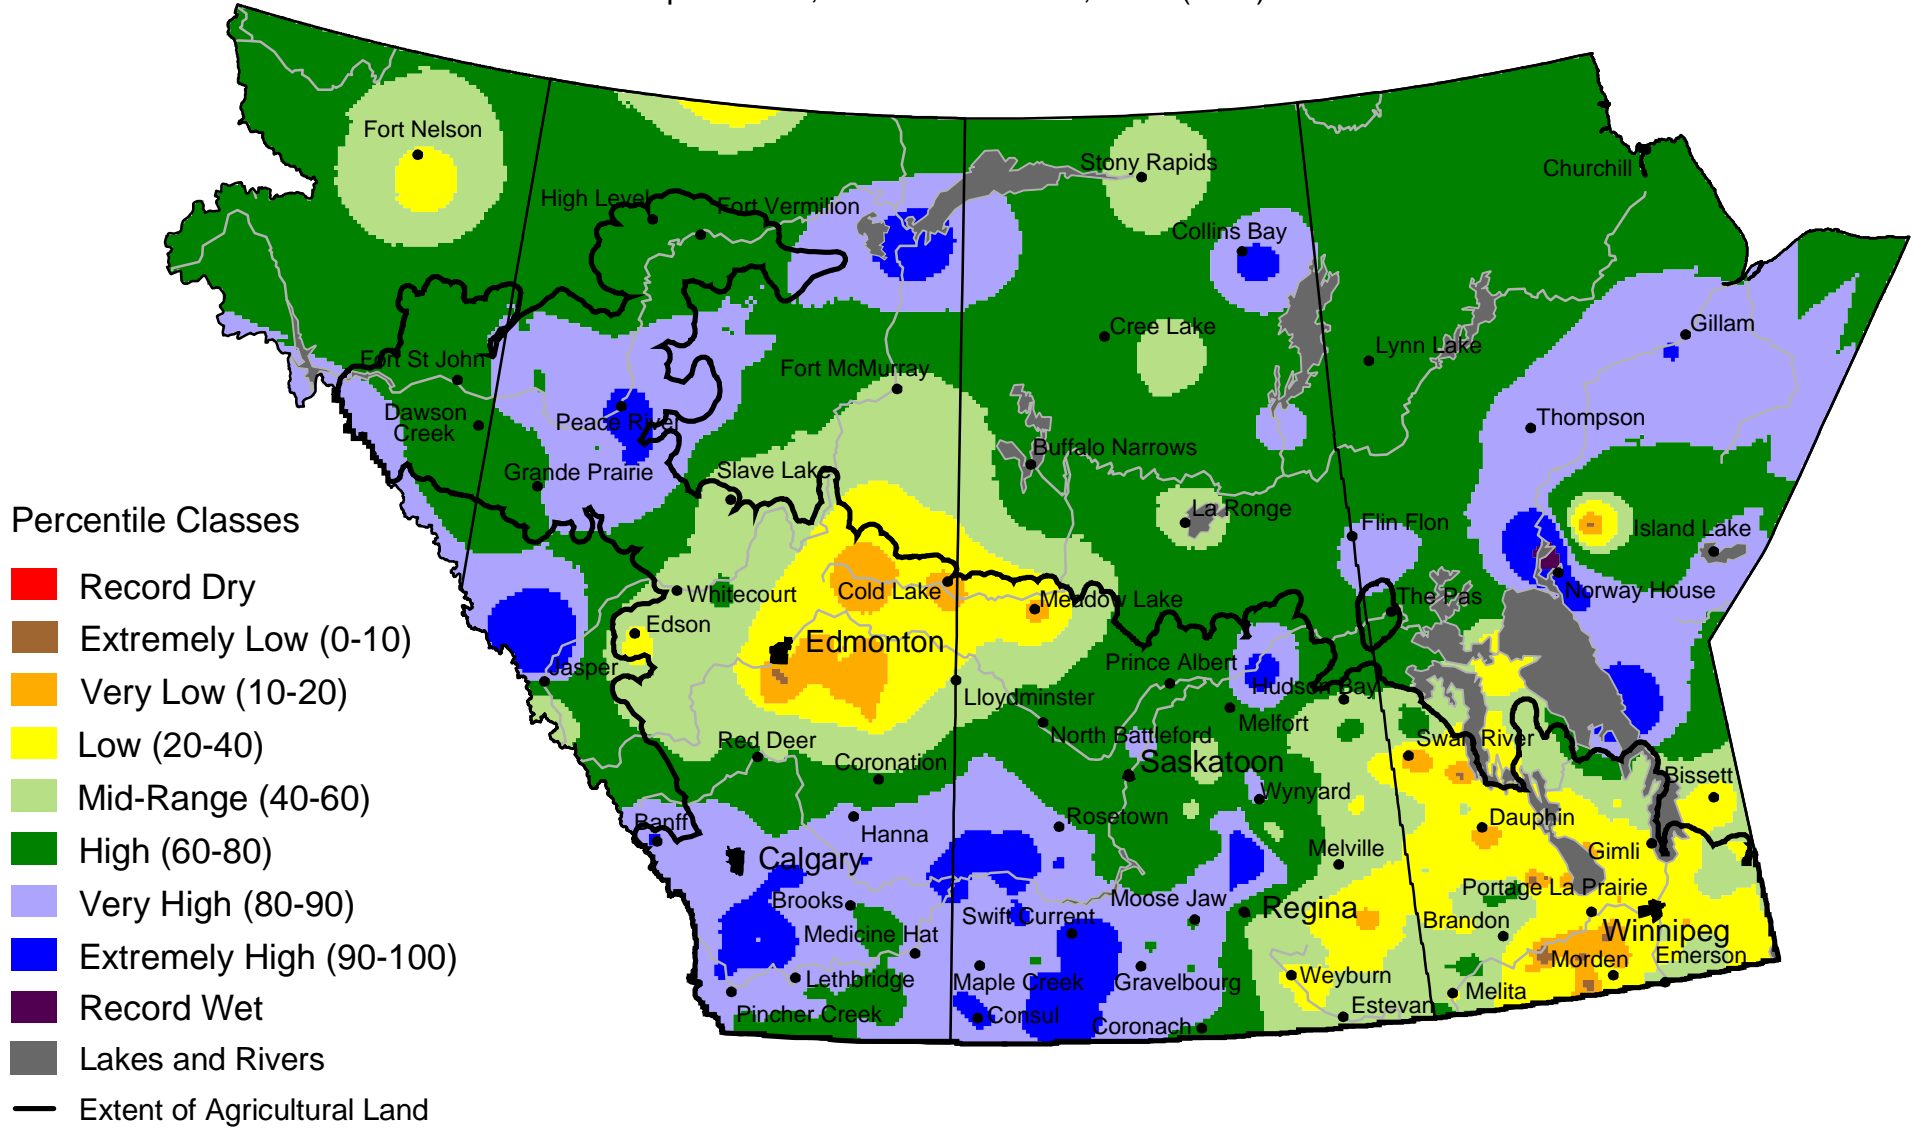 Fort Nelson
Stony Rapids
Churchill
High Level
Fort Vermilion
Collins Bay
Gillam
Cree Lake
Lynn Lake
Fort St John
Fort McMurray
Dawson
Creek
Peace River
Thompson
Buffalo Narrows
Grande Prairie
Slave Lake
La Ronge
Flin Flon
Island Lake
Percentile Classes
Record Dry
Extremely Low (0-10)
Very Low (10-20)
Low (20-40)
Mid-Range (40-60)
High (60-80)
Very High (80-90)
Extremely High (90-100)
Record Wet
Lakes and Rivers
Extent of Agricultural Land
Whitecourt
Cold Lake
Meadow Lake
The Pas
Norway House
Edson
Edmonton
Jasper
Prince Albert
Hudson Bay
Lloydminster
Melfort
North Battleford
Red Deer
Swan River
Coronation
Saskatoon
Bissett
Wynyard
Banff
Hanna
Rosetown
Dauphin
Calgary
Melville
Gimli
Portage La Prairie
Brooks
Moose Jaw
Regina
Swift Current
Brandon
Winnipeg
Medicine Hat
Morden
Emerson
Lethbridge
Maple Creek
Gravelbourg
Weyburn
Melita
Pincher Creek
Consul
Coronach
Estevan